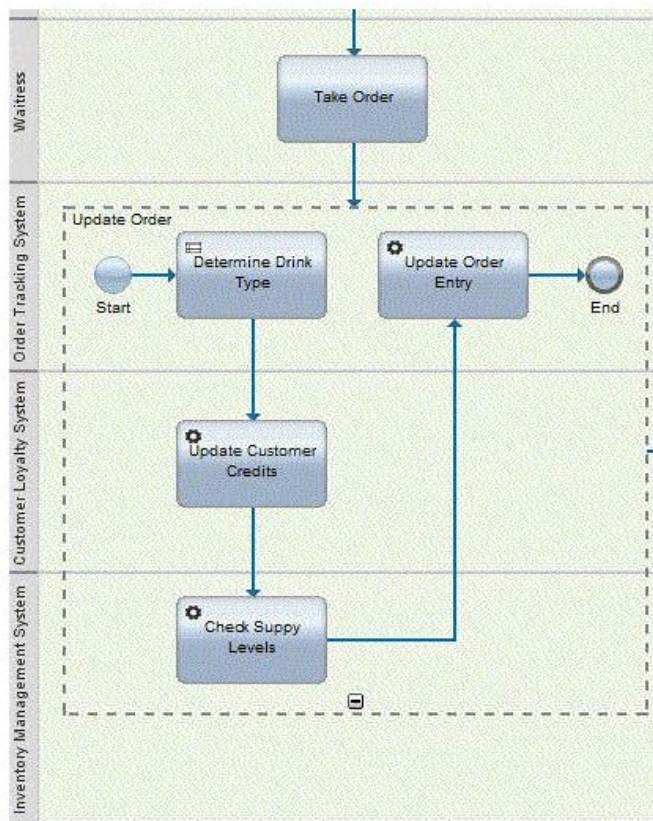 Waitress
Take Order
Order Tracking System
Update Order
Start
Determine Drink
Type
Update Order
Entry
End
Customer Loyalty System
Update Customer
Credits
Inventory Management System
Check Suppy
Levels